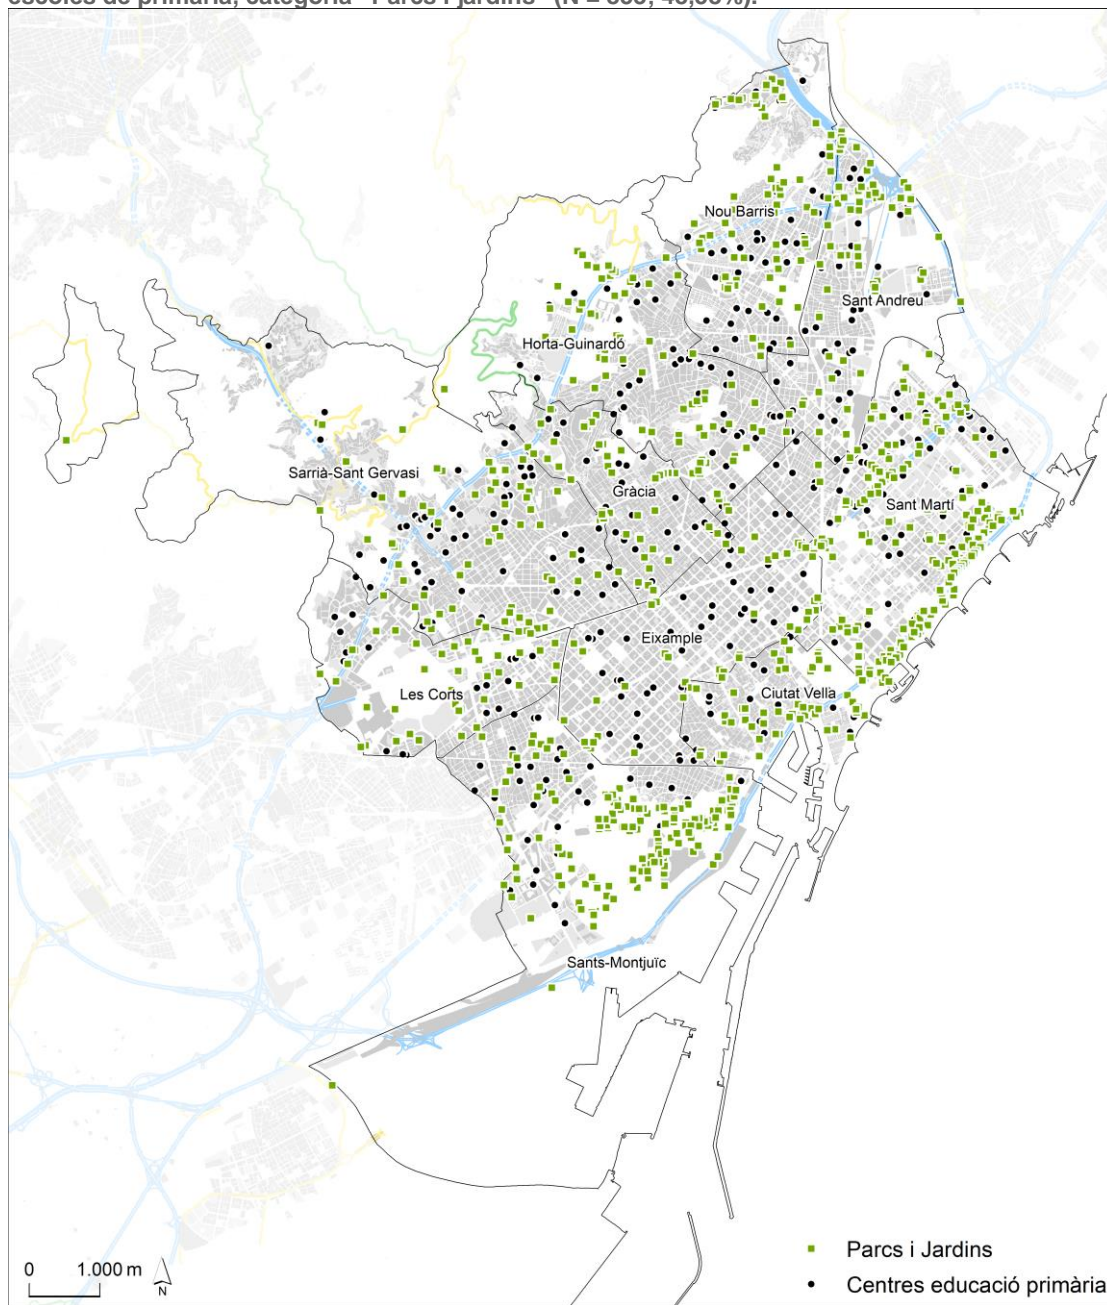 Nou Barris
Sant Andreu
Horta-Guinardó
Sarrià-Sant Gervasi
Gràcia
Sant Martí
Eixample
Les Corts
Ciutat Vella
Sants-Montjuïc
Parcs i Jardins
0 1.000 m
N
Centres educació primària